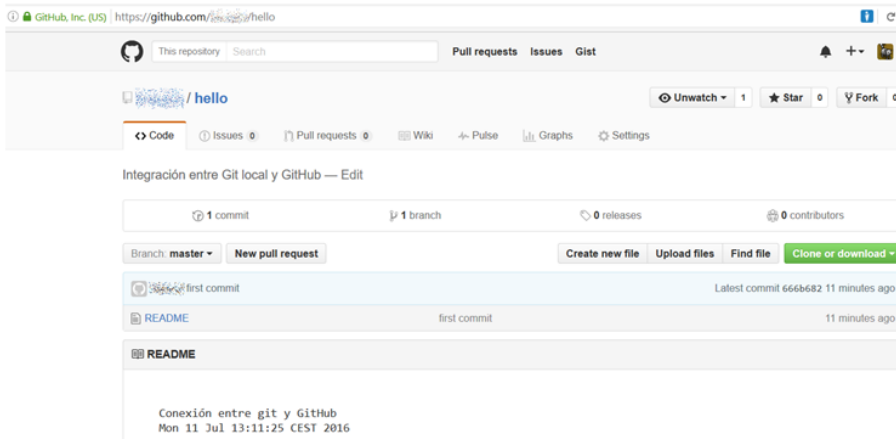 GitHub, Inc. (US) https://github.com/ /hello
This repository Search Pull requests Issues Gist
/ hello Unwatch 1 Star 0 Fork
Code Issues 0 Pull requests 0 Wiki Pulse Graphs Settings
Integración entre Git local y GitHub — Edit
1 commit 1 branch 0 releases 0 contributors
Branch: master New pull request Create new file Upload files Find file Clone or download
first commit Latest commit 666b682 11 minutes ago
README first commit 11 minutes ago
README
Conexión entre git y GitHub
Mon 11 Jul 13:11:25 CEST 2016